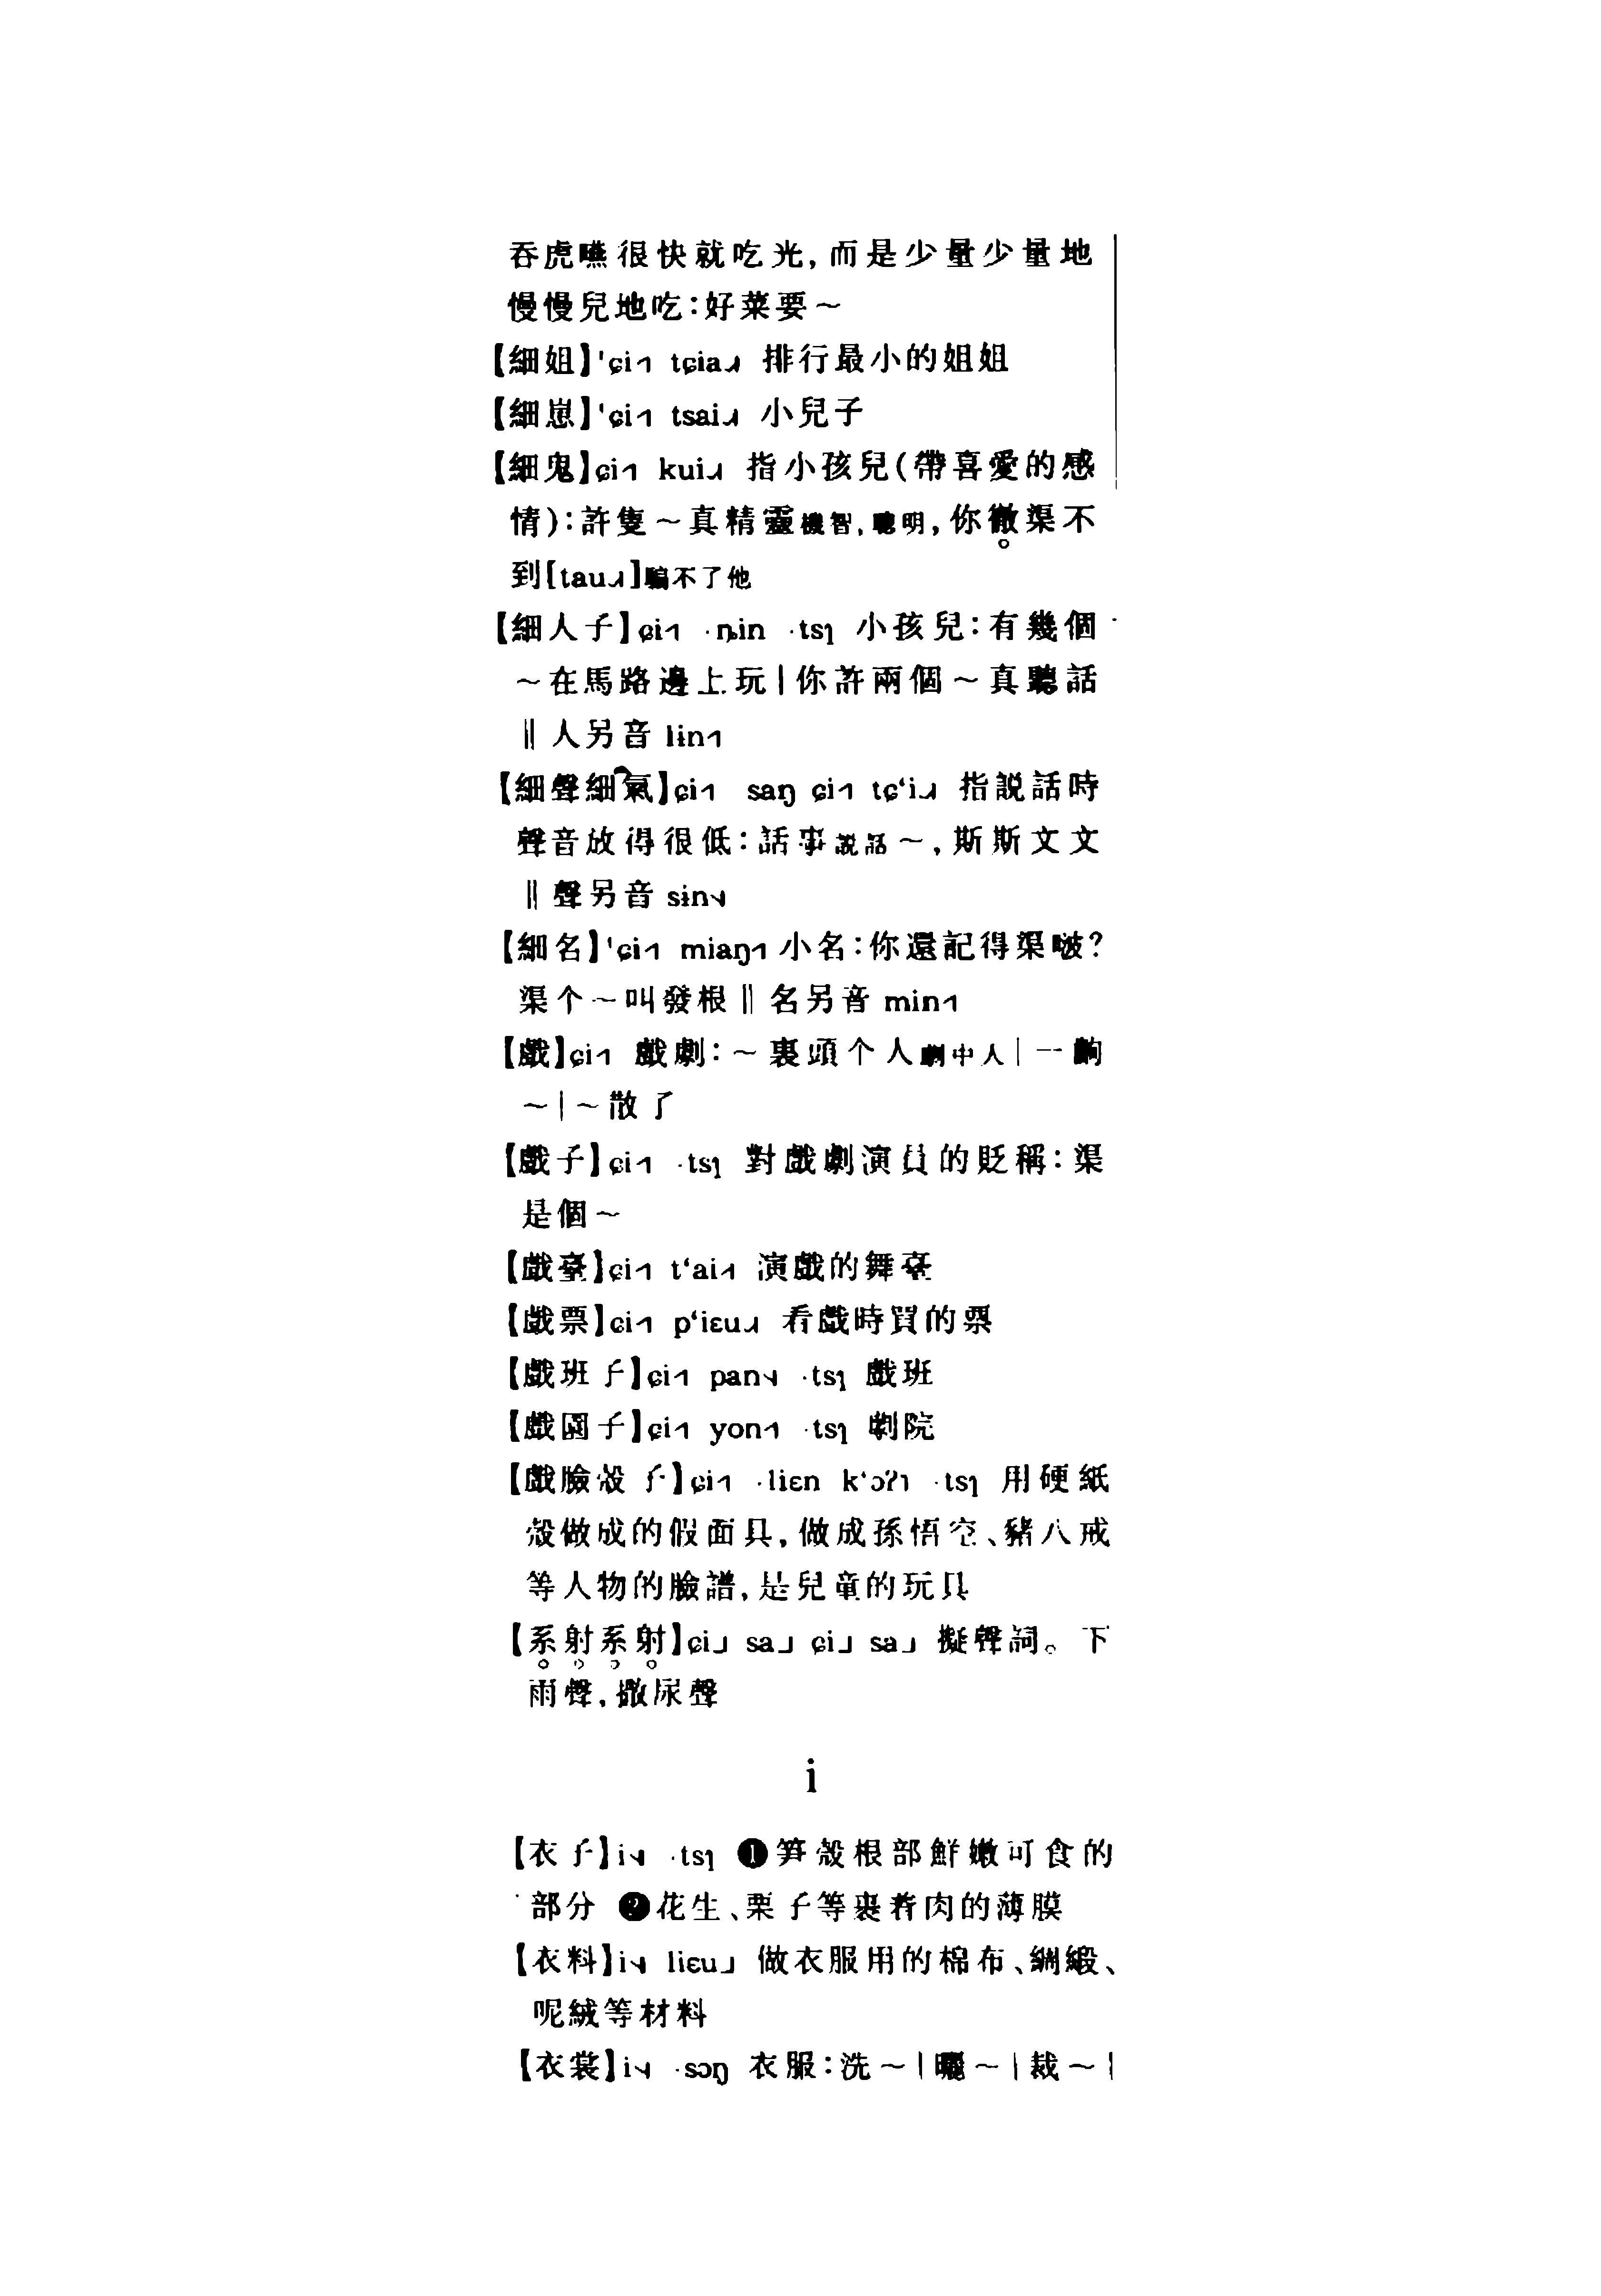 吞虎嚥很快就吃光,而是少量少量地
慢慢兒地吃:好菜要～
【細姐】'ɕi˧˥ tɕia˨˩˧ 排行最小的姐姐
【細崽】'ɕi˧˥ tsai˨˩˧ 小兒子
【細鬼】ɕi˧˥ kui˨˩˧ 指小孩兒(帶喜愛的感
情):許隻～真精靈機智,聰明,你徹渠不
到[tau˨˩˧]騙不了他
【細人子】ɕi˧˥ ·ȵin ·tsɿ 小孩兒:有幾個
～在馬路邊上玩|你許兩個～真聽話
‖人另音 lin˧˥
【細聲細氣】ɕi˧˥ saŋ ɕi˧˥ tɕ‘i˨˩˧ 指說話時
聲音放得很低:話事說話～,斯斯文文
‖聲另音 sin˦˨
【細名】'ɕi˧˥ miaŋ˧˥ 小名:你還記得渠啵?
渠个～叫發根‖名另音 min˧˥
【戲】ɕi˧˥ 戲劇:～裏頭个人劇中人|一齣
～|～散了
【戲子】ɕi˧˥ ·tsɿ 對戲劇演員的貶稱:渠
是個～
【戲臺】ɕi˧˥ t‘ai˧˥ 演戲的舞臺
【戲票】ɕi˧˥ p‘iɛu˨˩˧ 看戲時買的票
【戲班子】ɕi˧˥ pan˦˨ ·tsɿ 戲班
【戲園子】ɕi˧˥ yon˧˥ ·tsɿ 劇院
【戲臉殼子】ɕi˧˥ ·liɛn k‘ɔʔ˥ ·tsɿ 用硬紙
殼做成的假面具,做成孫悟空、豬八戒
等人物的臉譜,是兒童的玩具
【系射系射】ɕi˩ sa˩ ɕi˩ sa˩ 擬聲詞。下
雨聲,撒尿聲
i
【衣子】i˦˨ ·tsɿ ❶笋殼根部鮮嫩可食的
部分 ❷花生、栗子等裹着肉的薄膜
【衣料】i˦˨ liɛu˩ 做衣服用的棉布、綢緞、
呢絨等材料
【衣裳】i˦˨ ·sɔŋ 衣服:洗～|曬～|裁～|